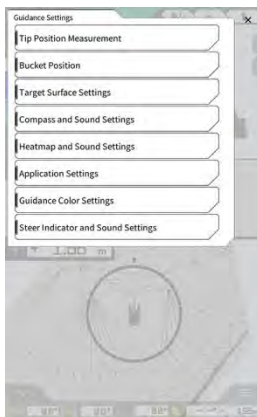 Guidance Settings
×
Tip Position Measurement
Bucket Position
Target Surface Settings
Compass and Sound Settings
Heatmap and Sound Settings
Application Settings
Guidance Color Settings
Steer Indicator and Sound Settings
1.00 m